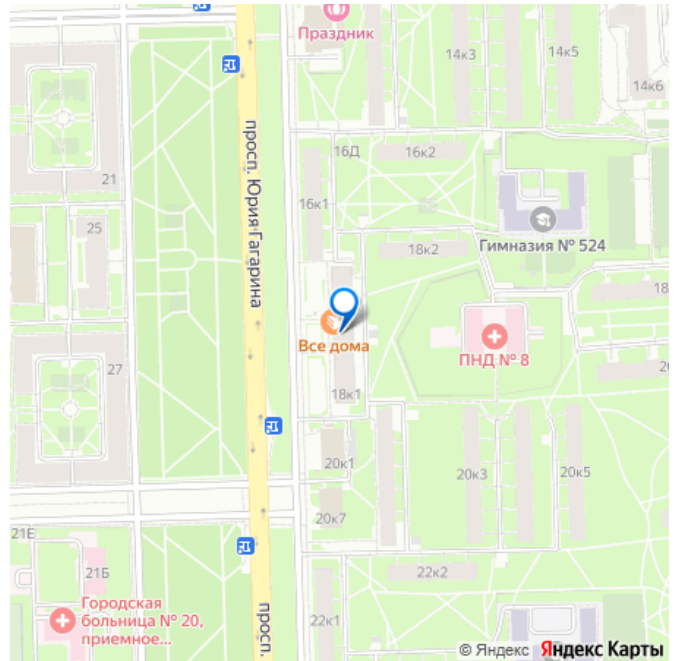 Праздник
14к3
14к5
14к6
16Д
16к2
21
просп. Юрия Гагарина
16к1
25
18к2
Гимназия № 524
18
Все дома
ПНД № 8
27
18к1
20
20к1
20к3
20к5
20к7
21Е
21Б
22к2
Городская
больница № 20,
приемное...
просп.
22к1
© Яндекс Яндекс Карты